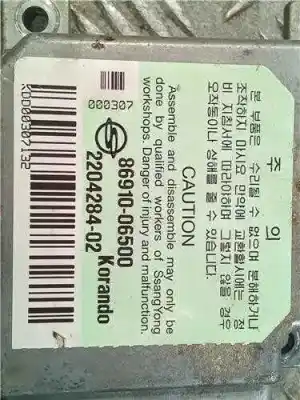 주 의
본 부품은 수리될 수 없으며 분해하거나
조작하지 마시요 만약에 교환할시에는 정
비 지침서에 따라하며 그렇지 않을 경우
오작동이나 상해를 줄 수 있습니다.
CAUTION
Assemble and disassemble may only be
done by qualified workers of SsangYong
workshops. Danger of injury and malfunction.
000307
86910-06500
2204284-02 Korando
KDD000307132